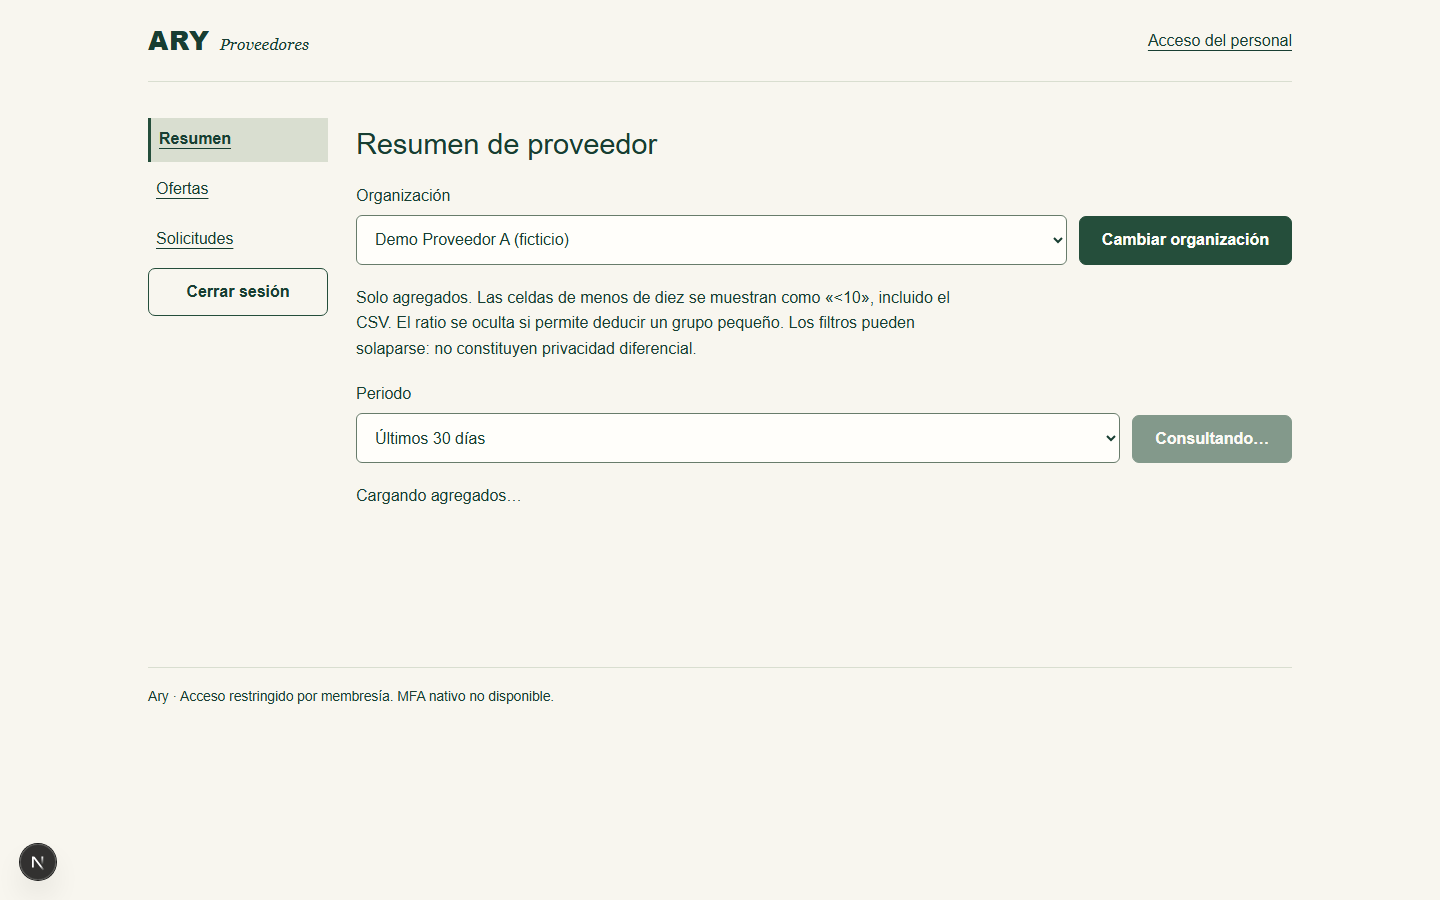 ARY Proveedores
Acceso del personal
Resumen
Ofertas
Solicitudes
Cerrar sesión
Resumen de proveedor
Organización
Demo Proveedor A (ficticio)
Cambiar organización
Solo agregados. Las celdas de menos de diez se muestran como «<10», incluido el
CSV. El ratio se oculta si permite deducir un grupo pequeño. Los filtros pueden
solaparse: no constituyen privacidad diferencial.
Periodo
Últimos 30 días
Consultando…
Cargando agregados…
Ary · Acceso restringido por membresía. MFA nativo no disponible.
N